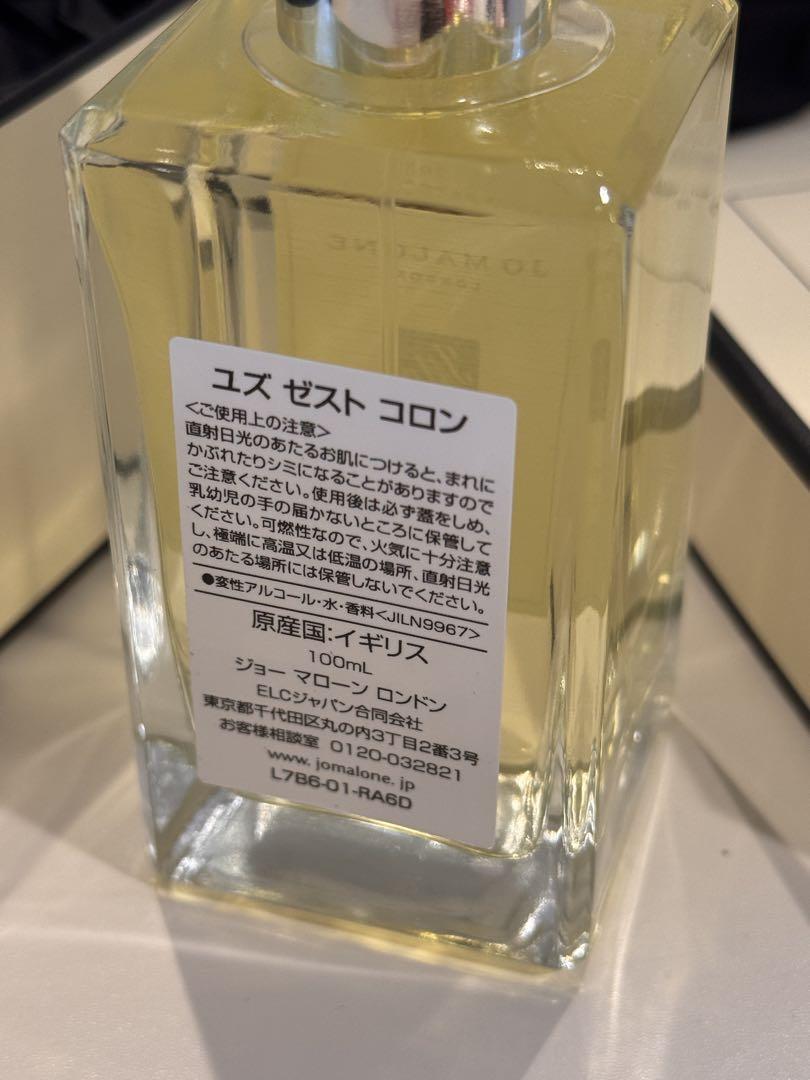 JO MALONE
LONDON
ユズ ゼスト コロン
<ご使用上の注意>
直射日光のあたるお肌につけると、まれに
かぶれたりシミになることがありますので
ご注意ください。使用後は必ず蓋をしめ、
乳幼児の手の届かないところに保管して
ください。可燃性なので、火気に十分注意
し、極端に高温又は低温の場所、直射日光
のあたる場所には保管しないでください。
●変性アルコール・水・香料<JILN9967>
原産国:イギリス
100mL
ジョー マローン ロンドン
ELCジャパン合同会社
東京都千代田区丸の内3丁目2番3号
お客様相談室 0120-032821
www.jomalone.jp
L7B6-01-RA6D